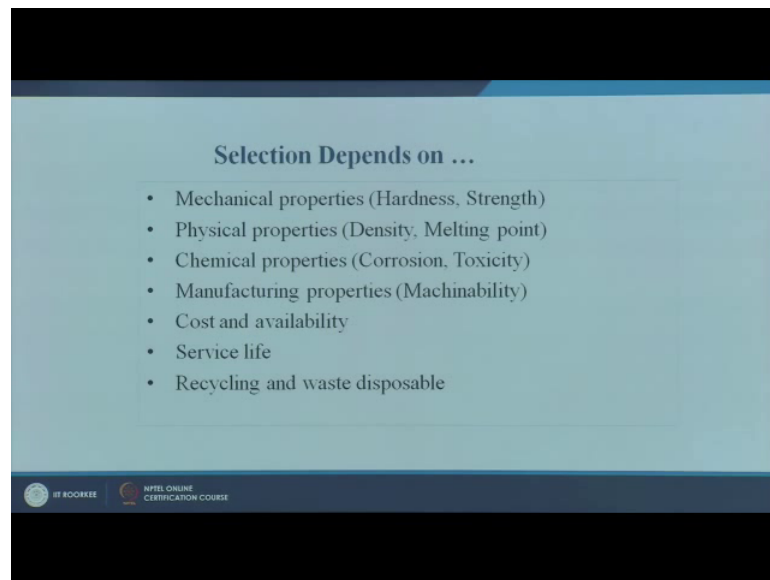 Selection Depends on ...
• Mechanical properties (Hardness, Strength)
• Physical properties (Density, Melting point)
• Chemical properties (Corrosion, Toxicity)
• Manufacturing properties (Machinability)
• Cost and availability
• Service life
• Recycling and waste disposable
IIT ROORKEE
NPTEL ONLINE
CERTIFICATION COURSE